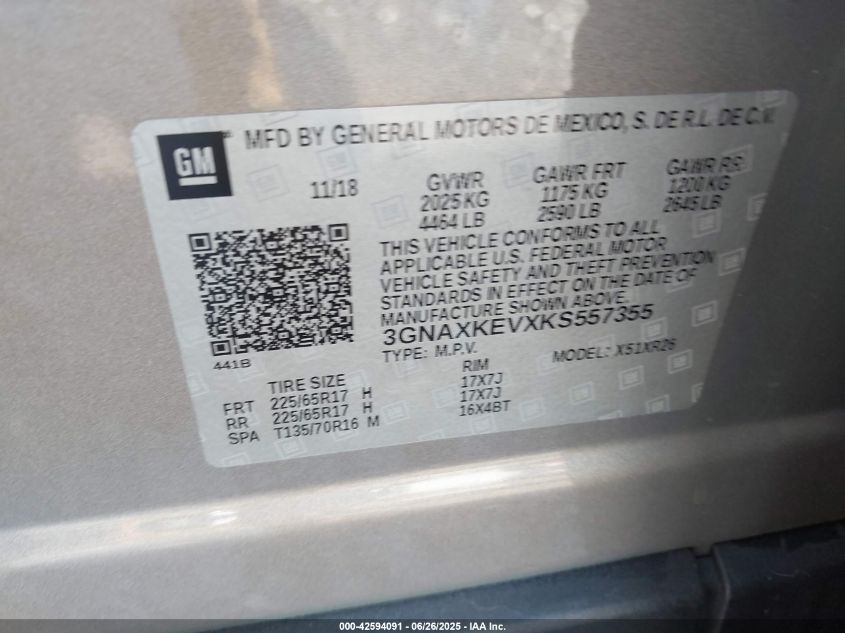 GM
MFD BY GENERAL MOTORS DE MEXICO, S. DE R.L. DE C.V.
11/18
GVWR
2025 KG
4464 LB
GAWR FRT
1175 KG
2590 LB
GAWR RR
1200 KG
2645 LB
THIS VEHICLE CONFORMS TO ALL
APPLICABLE U.S. FEDERAL MOTOR
VEHICLE SAFETY AND THEFT PREVENTION
STANDARDS IN EFFECT ON THE DATE OF
MANUFACTURE SHOWN ABOVE.
3GNAXKEVXKS557355
TYPE: M.P.V. MODEL: X51XR26
441B
TIRE SIZE RIM
FRT 225/65R17 H 17X7J
RR 225/65R17 H 17X7J
SPA T135/70R16 M 16X4BT
000-42594091 - 06/26/2025 - IAA Inc.